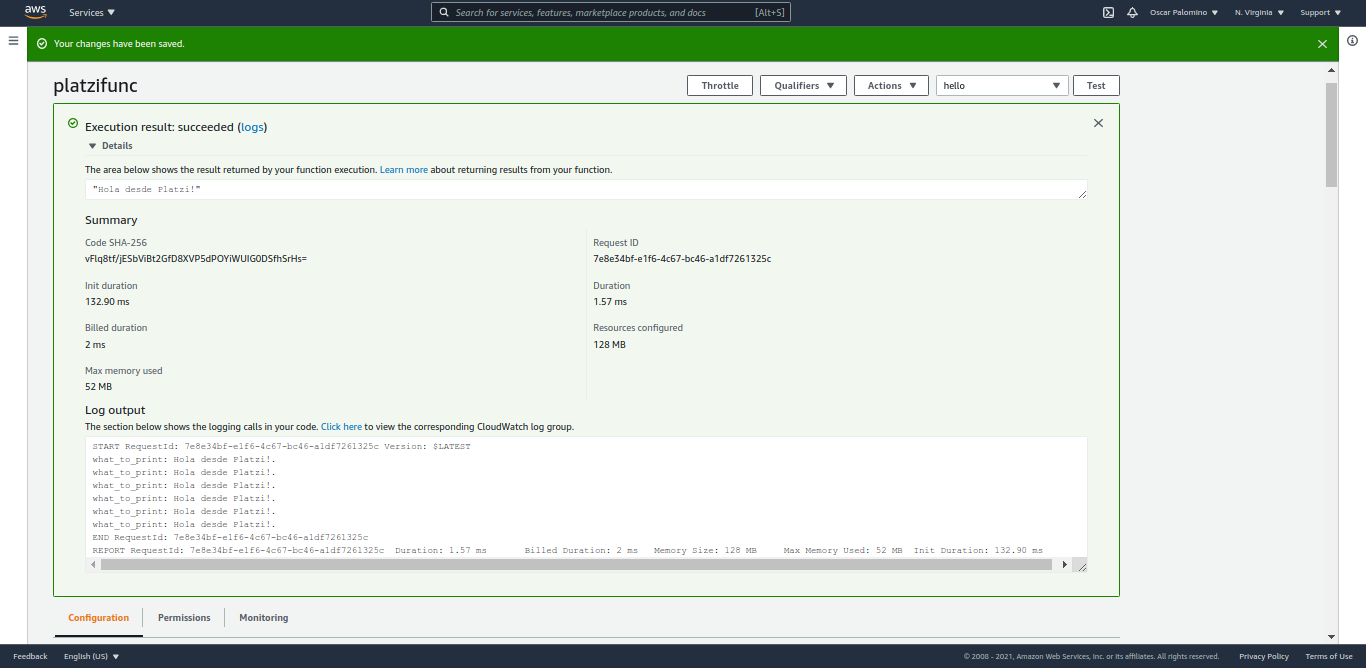 aws Services Search for services, features, marketplace products, and docs [Alt+S] Oscar Palomino N. Virginia Support
Your changes have been saved.
platzifunc Throttle Qualifiers Actions hello Test
Execution result: succeeded (logs)
Details
The area below shows the result returned by your function execution. Learn more about returning results from your function.
"Hola desde Platzi!"
Summary
Code SHA-256 Request ID
vFlq8tf/jESbViBt2GfD8XVP5dPOYiWUIG0DSfhSrHs= 7e8e34bf-e1f6-4c67-bc46-a1df7261325c
Init duration Duration
132.90 ms 1.57 ms
Billed duration Resources configured
2 ms 128 MB
Max memory used
52 MB
Log output
The section below shows the logging calls in your code. Click here to view the corresponding CloudWatch log group.
START RequestId: 7e8e34bf-e1f6-4c67-bc46-a1df7261325c Version: $LATEST
what_to_print: Hola desde Platzi!.
what_to_print: Hola desde Platzi!.
what_to_print: Hola desde Platzi!.
what_to_print: Hola desde Platzi!.
what_to_print: Hola desde Platzi!.
what_to_print: Hola desde Platzi!.
END RequestId: 7e8e34bf-e1f6-4c67-bc46-a1df7261325c
REPORT RequestId: 7e8e34bf-e1f6-4c67-bc46-a1df7261325c Duration: 1.57 ms Billed Duration: 2 ms Memory Size: 128 MB Max Memory Used: 52 MB Init Duration: 132.90 ms
Configuration Permissions Monitoring
Feedback English (US) © 2008 - 2021, Amazon Web Services, Inc. or its affiliates. All rights reserved. Privacy Policy Terms of Use